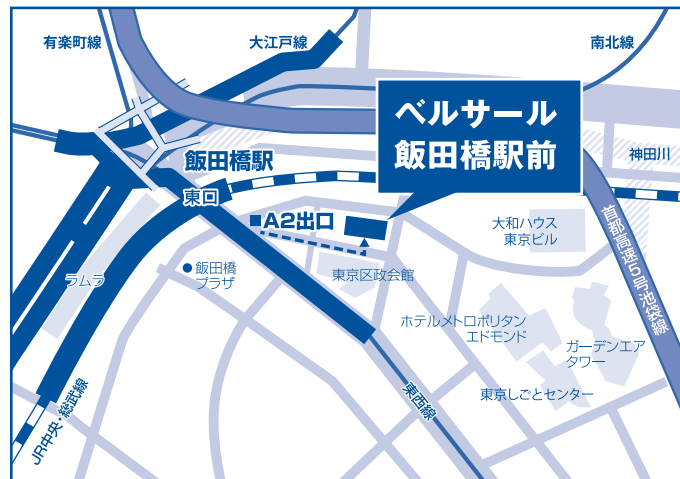 有楽町線
大江戸線
南北線
ベルサール
飯田橋駅前
神田川
飯田橋駅
東口
A2出口
大和ハウス
東京ビル
首都高速5号池袋線
ラムラ
飯田橋
プラザ
東京区政会館
ホテルメトロポリタン
エドモンド
ガーデンエア
タワー
東京しごとセンター
東西線
JR中央・総武線